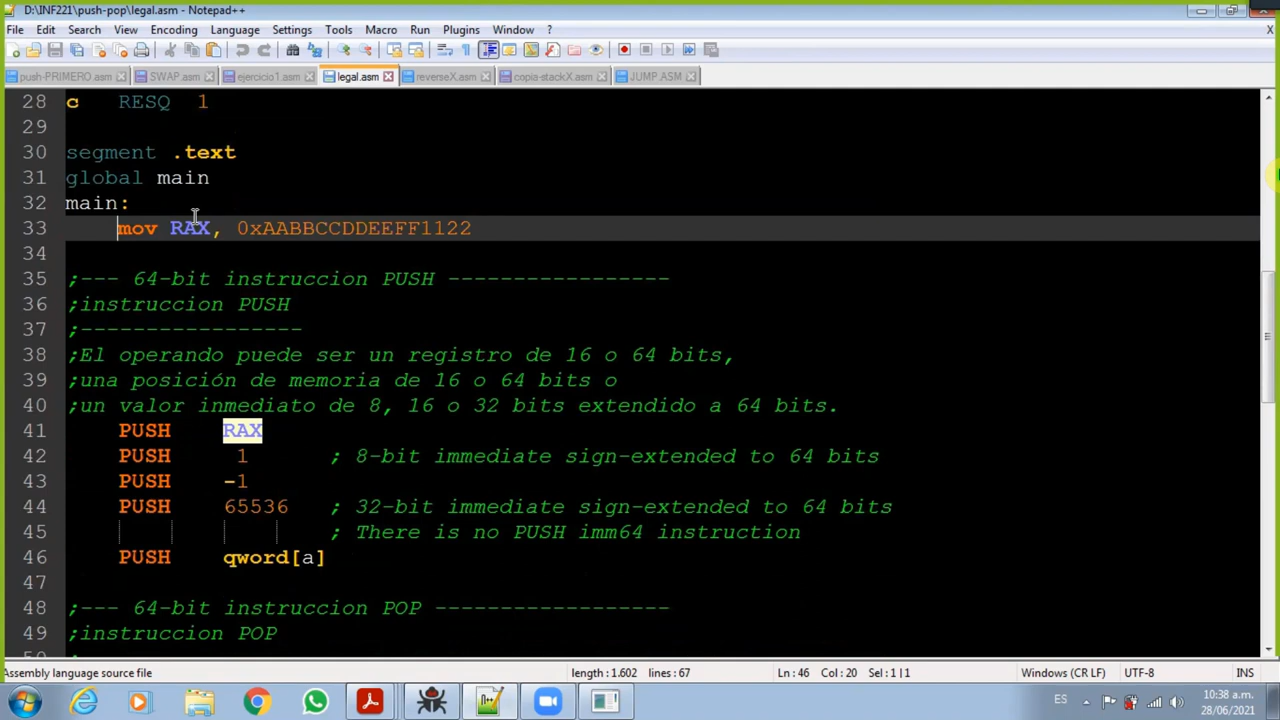 D:\INF221\push-pop\legal.asm - Notepad++
File Edit Search View Encoding Language Settings Tools Macro Run Plugins Window ? X
push-PRIMERO.asm SWAP.asm ejercicio1.asm legal.asm reverseX.asm copia-stackX.asm JUMP.ASM
28 c RESQ 1
29
30 segment .text
31 global main
32 main:
33 mov RAX, 0xAABBCCDDEEFF1122
34
35 ;--- 64-bit instruccion PUSH -----------------
36 ;instruccion PUSH
37 ;-----------------
38 ;El operando puede ser un registro de 16 o 64 bits,
39 ;una posición de memoria de 16 o 64 bits o
40 ;un valor inmediato de 8, 16 o 32 bits extendido a 64 bits.
41 PUSH RAX
42 PUSH 1 ; 8-bit immediate sign-extended to 64 bits
43 PUSH -1
44 PUSH 65536 ; 32-bit immediate sign-extended to 64 bits
45 ; There is no PUSH imm64 instruction
46 PUSH qword[a]
47
48 ;--- 64-bit instruccion POP ------------------
49 ;instruccion POP
Assembly language source file length : 1.602 lines : 67 Ln : 46 Col : 20 Sel : 1 | 1 Windows (CR LF) UTF-8 INS
ES 10:38 a.m.
28/06/2021